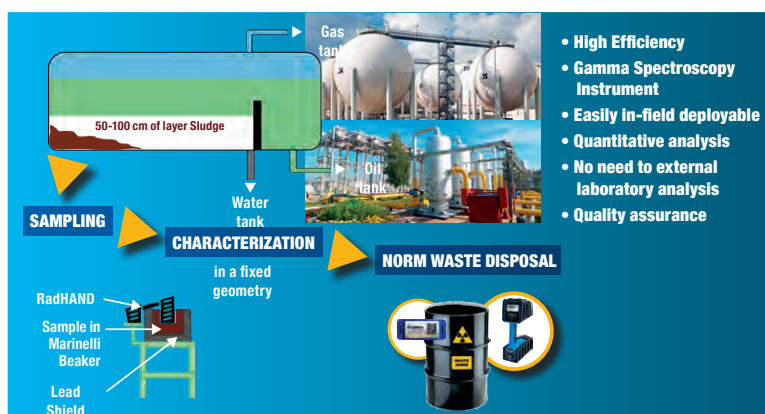 Gas
tank
50-100 cm of layer Sludge
Oil
tank
Water
tank
SAMPLING
CHARACTERIZATION
in a fixed
geometry
NORM WASTE DISPOSAL
RadHAND
Sample in
Marinelli
Beaker
Lead
Shield
WASTE
NORM
• High Efficiency
• Gamma Spectroscopy
Instrument
• Easily in-field deployable
• Quantitative analysis
• No need to external
laboratory analysis
• Quality assurance